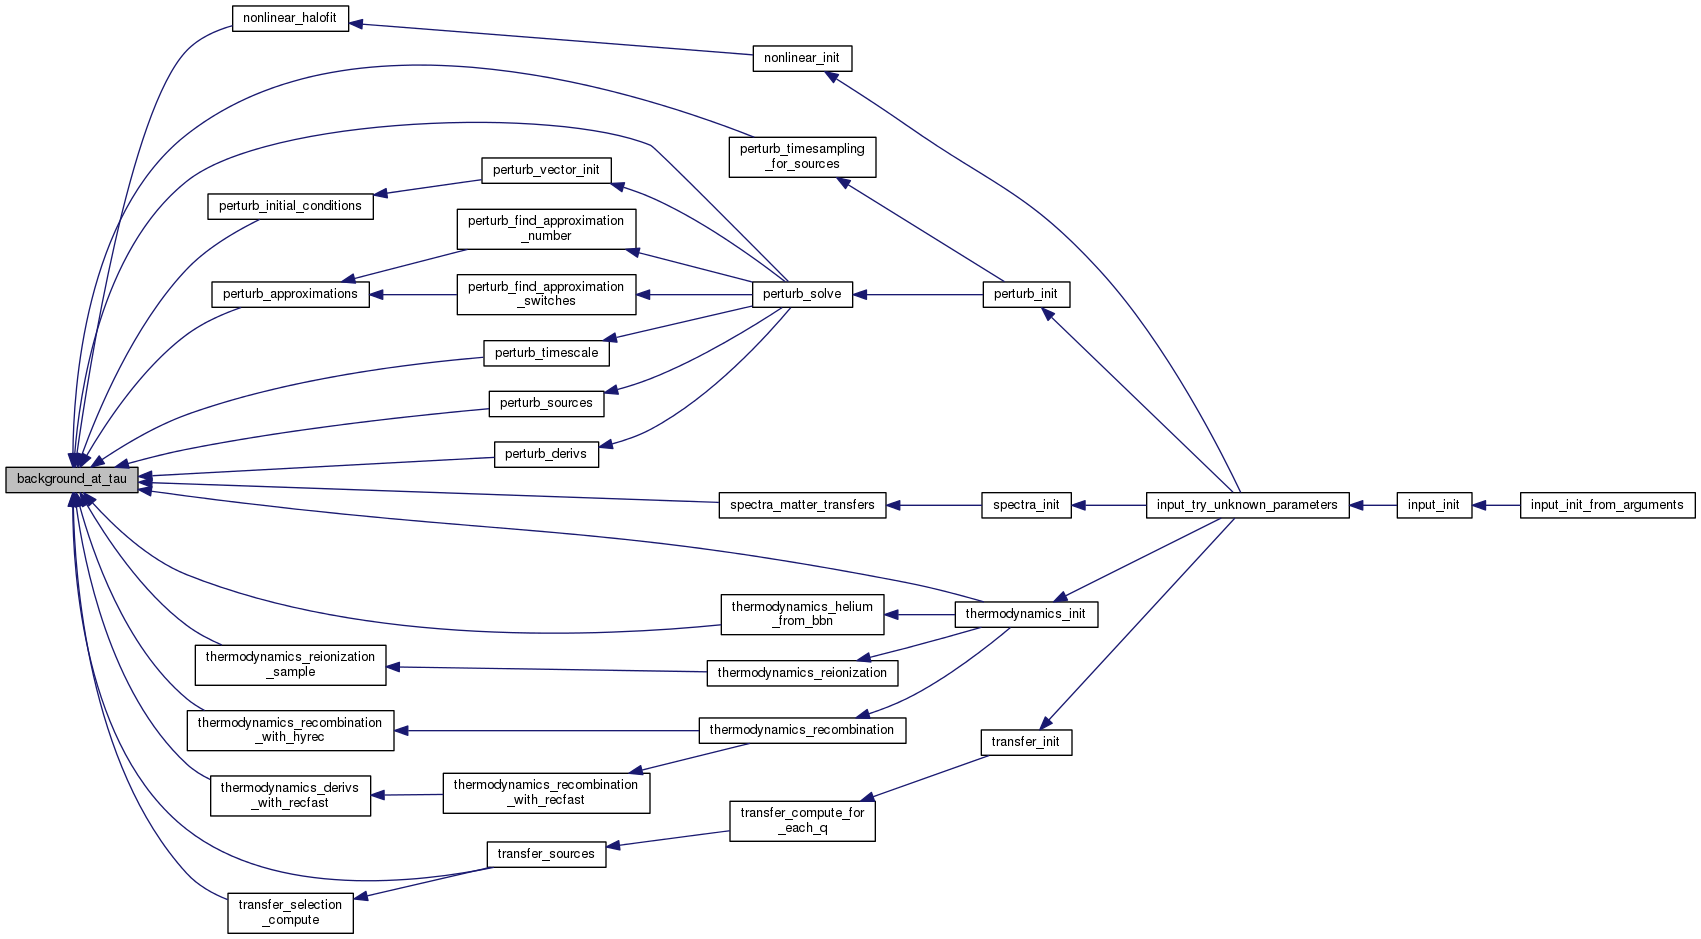 nonlinear_halofit
nonlinear_init
perturb_timesampling
_for_sources
perturb_vector_init
perturb_initial_conditions
perturb_find_approximation
_number
perturb_approximations
perturb_find_approximation
_switches
perturb_solve
perturb_init
perturb_timescale
perturb_sources
perturb_derivs
background_at_tau
spectra_matter_transfers
spectra_init
input_try_unknown_parameters
input_init
input_init_from_arguments
thermodynamics_helium
_from_bbn
thermodynamics_init
thermodynamics_reionization
_sample
thermodynamics_reionization
thermodynamics_recombination
_with_hyrec
thermodynamics_recombination
transfer_init
thermodynamics_derivs
_with_recfast
thermodynamics_recombination
_with_recfast
transfer_compute_for
_each_q
transfer_sources
transfer_selection
_compute